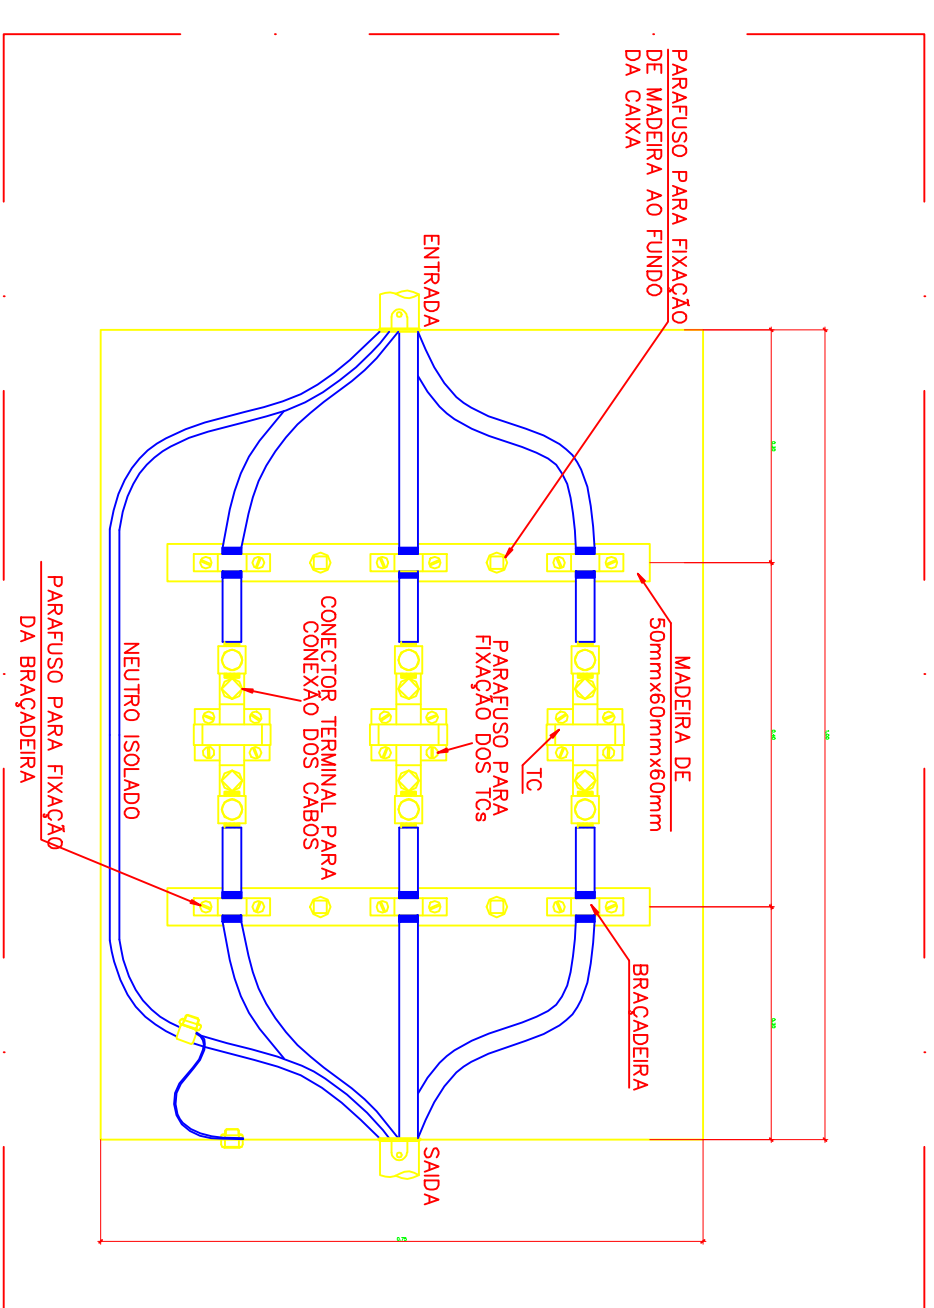 PARAFUSO PARA FIXAÇÃO
DE MADEIRA AO FUNDO
DA CAIXA
ENTRADA
MADEIRA DE
50mmx60mmx60mm
TC
PARAFUSO PARA
FIXAÇÃO DOS TCs
CONECTOR TERMINAL PARA
CONEXÃO DOS CABOS
NEUTRO ISOLADO
PARAFUSO PARA FIXAÇÃO
DA BRAÇADEIRA
BRAÇADEIRA
SAIDA